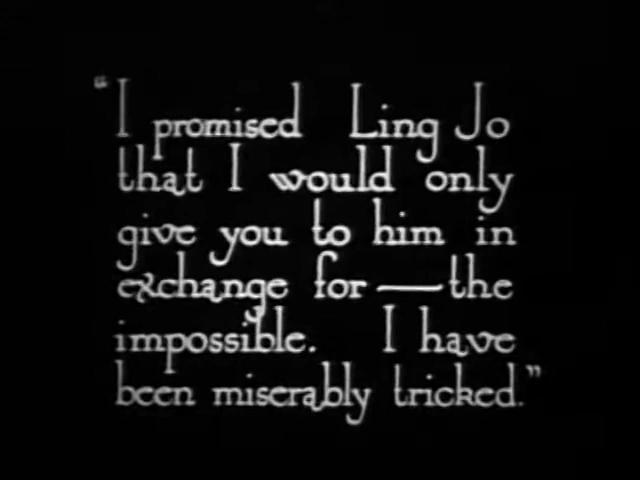 “I promised Ling Jo
that I would only
give you to him in
exchange for—the
impossible. I have
been miserably tricked.”